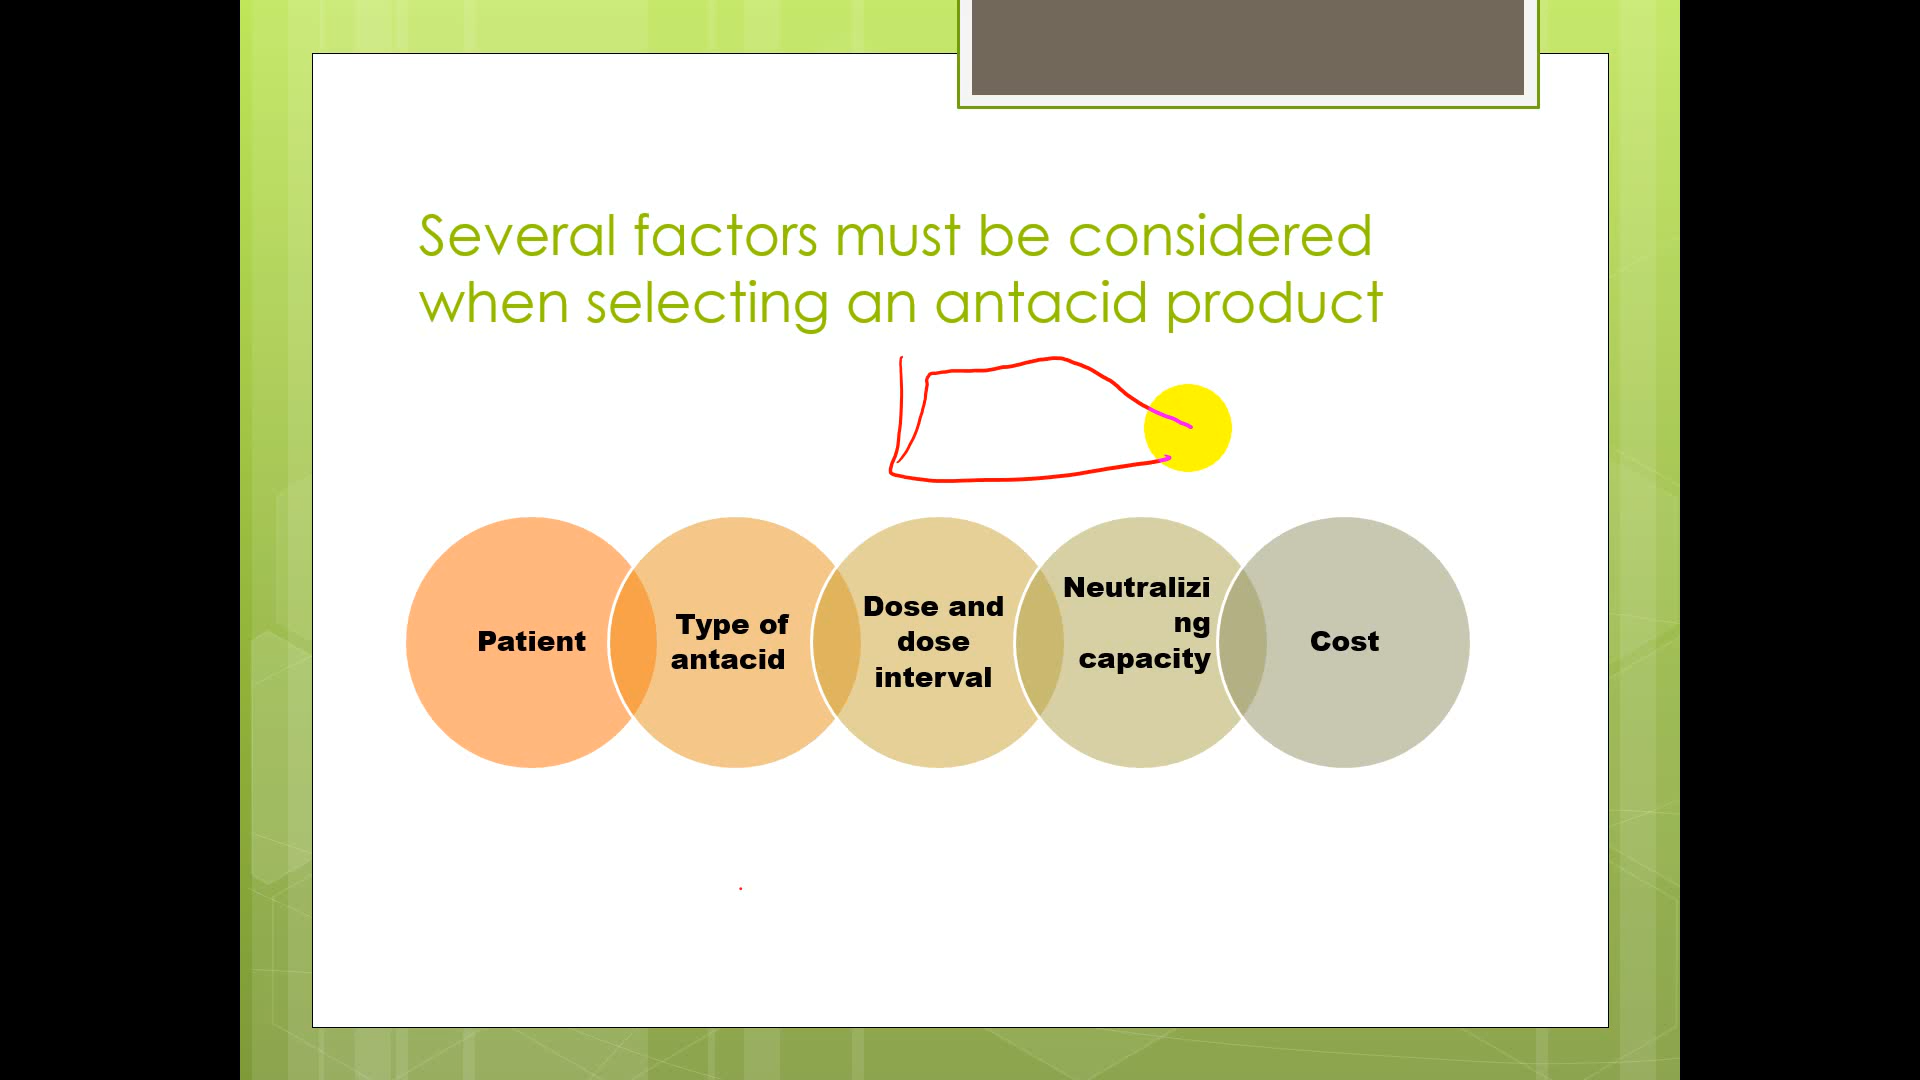 Several factors must be considered
when selecting an antacid product
Patient
Type of
antacid
Dose and
dose
interval
Neutralizi
ng
capacity
Cost